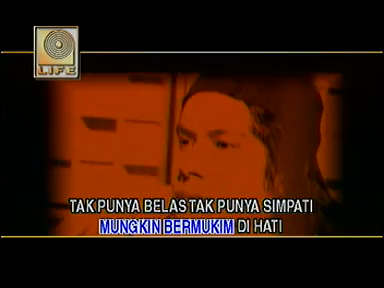 LIFE
TAK PUNYA BELAS TAK PUNYA SIMPATI
MUNGKIN BERMUKIM DI HATI